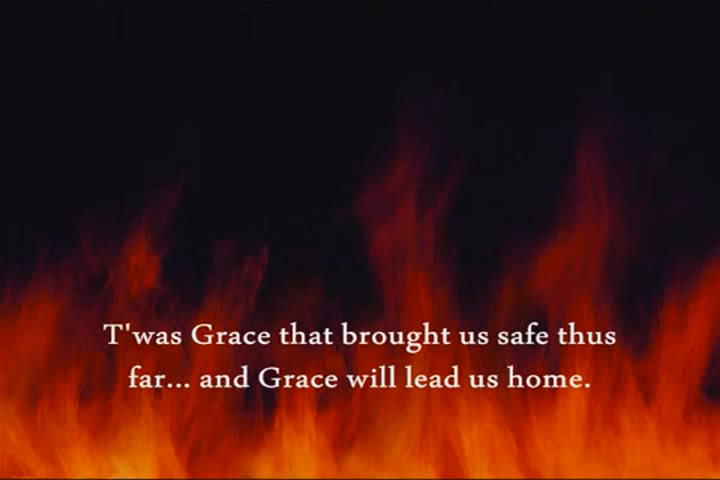 T'was Grace that brought us safe thus
far... and Grace will lead us home.